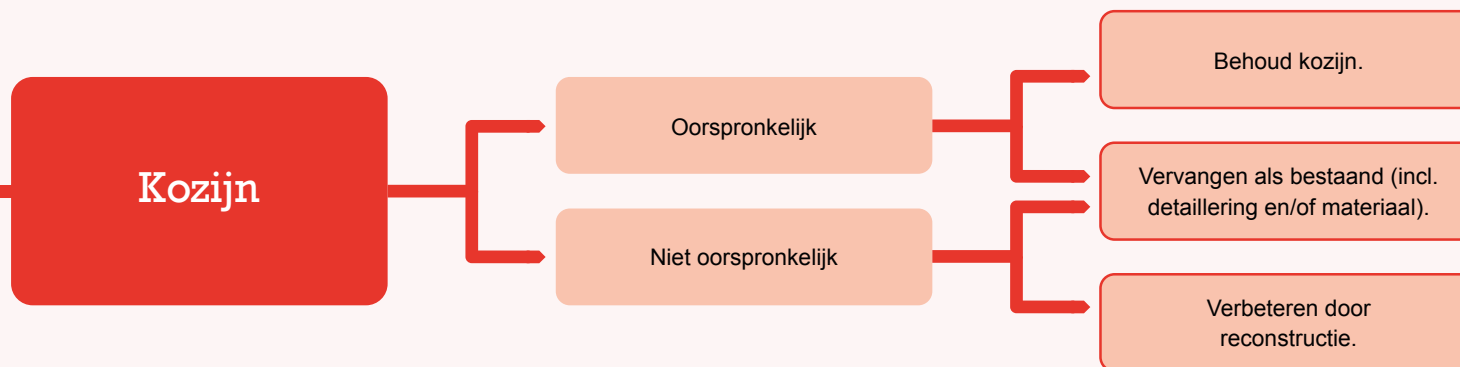 Kozijn
Oorspronkelijk
Niet oorspronkelijk
Behoud kozijn.
Vervangen als bestaand (incl.
detaillering en/of materiaal).
Verbeteren door
reconstructie.